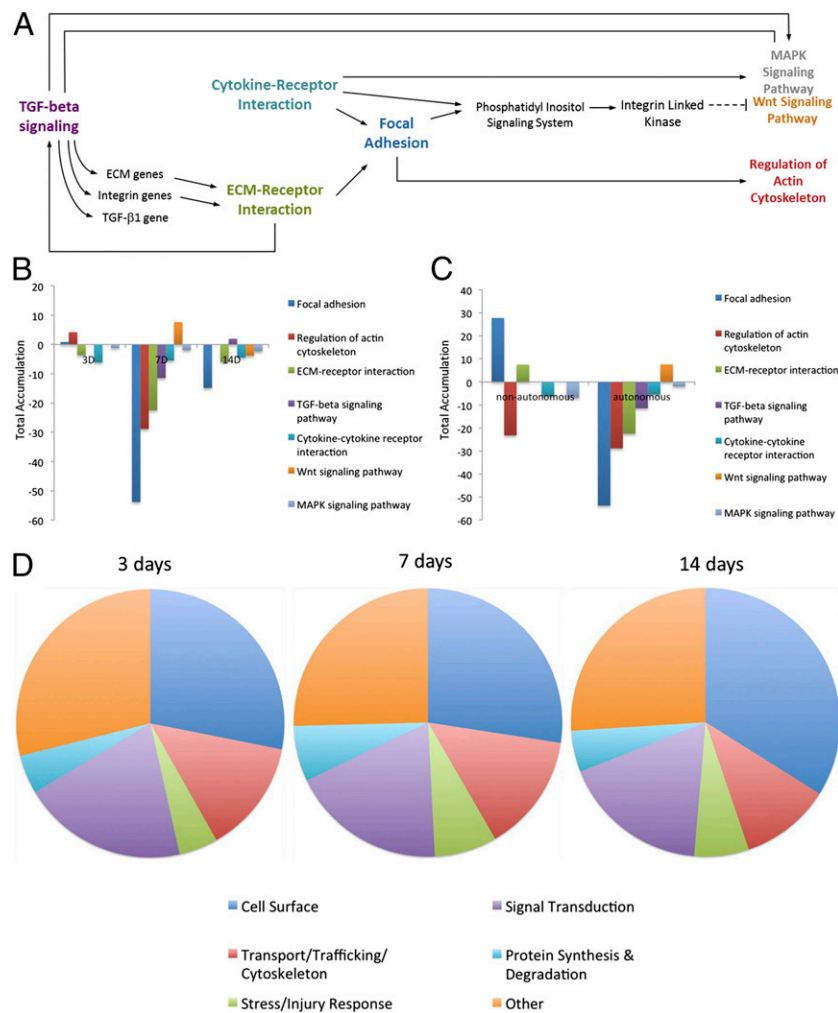 A
TGF-beta
signaling
Cytokine-Receptor
Interaction
Focal
Adhesion
ECM genes
Integrin genes
TGF-β1 gene
ECM-Receptor
Interaction
Phosphatidyl Inositol
Signaling System
Integrin Linked
Kinase
MAPK
Signaling
Pathway
Wnt Signaling
Pathway
Regulation of
Actin
Cytoskeleton
B
Total Accumulation
20
10
0
-10
-20
-30
-40
-50
-60
3D
7D
14D
Focal adhesion
Regulation of actin
cytoskeleton
ECM-receptor interaction
TGF-beta signaling
pathway
Cytokine-cytokine receptor
interaction
Wnt signaling pathway
MAPK signaling pathway
C
Total Accumulation
40
30
20
10
0
-10
-20
-30
-40
-50
-60
non-autonomous
autonomous
Focal adhesion
Regulation of actin
cytoskeleton
ECM-receptor interaction
TGF-beta signaling
pathway
Cytokine-cytokine
receptor interaction
Wnt signaling pathway
MAPK signaling pathway
D
3 days
7 days
14 days
Cell Surface
Signal Transduction
Transport/Trafficking/
Cytoskeleton
Protein Synthesis &
Degradation
Stress/Injury Response
Other